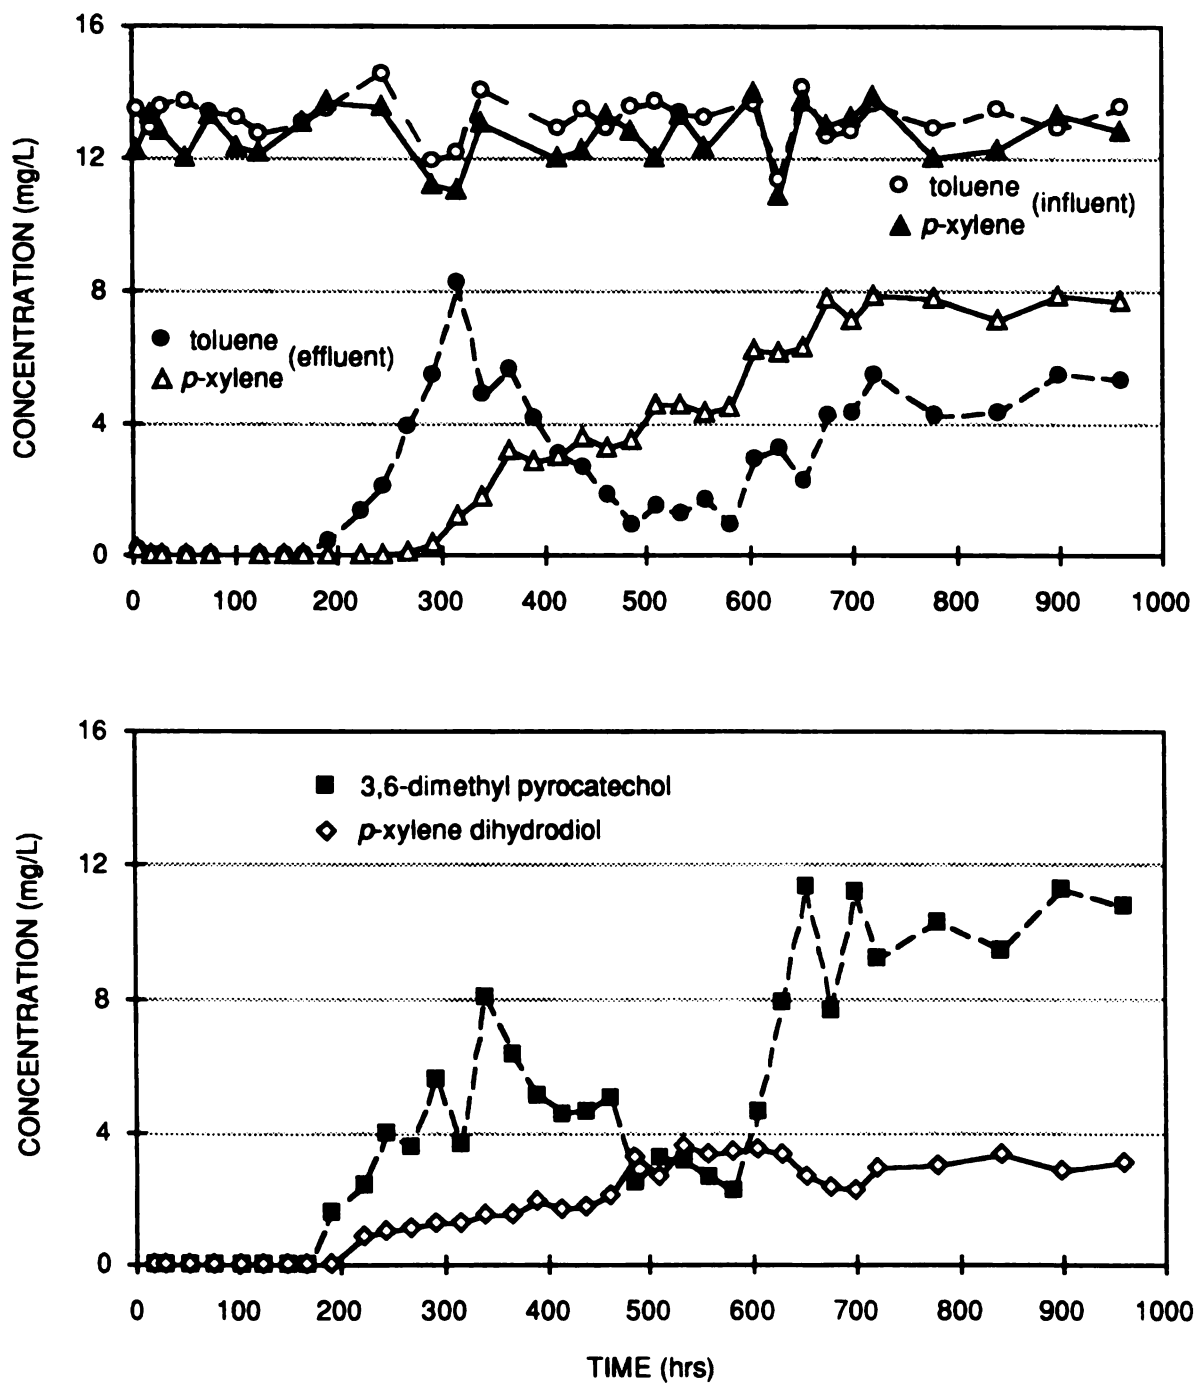 16
12
8
4
0
CONCENTRATION (mg/L)
toluene
p-xylene
(influent)
toluene
p-xylene
(effluent)
0 100 200 300 400 500 600 700 800 900 1000
16
12
8
4
0
CONCENTRATION (mg/L)
3,6-dimethyl pyrocatechol
p-xylene dihydrodiol
0 100 200 300 400 500 600 700 800 900 1000
TIME (hrs)